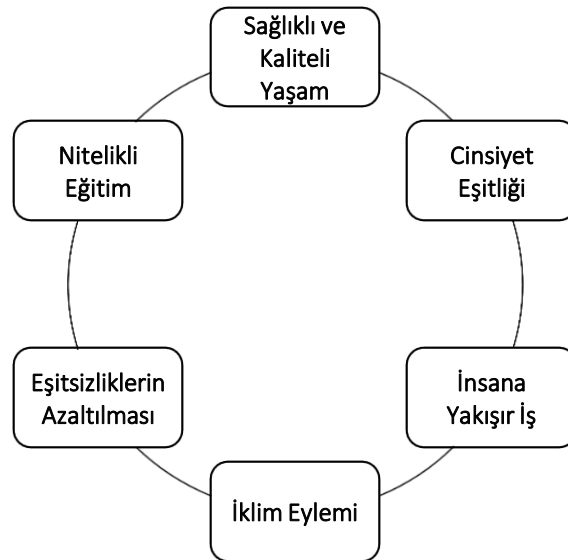 Sağlıklı ve
Kaliteli
Yaşam
Nitelikli
Eğitim
Cinsiyet
Eşitliği
Eşitsizliklerin
Azaltılması
İnsana
Yakışır İş
İklim Eylemi